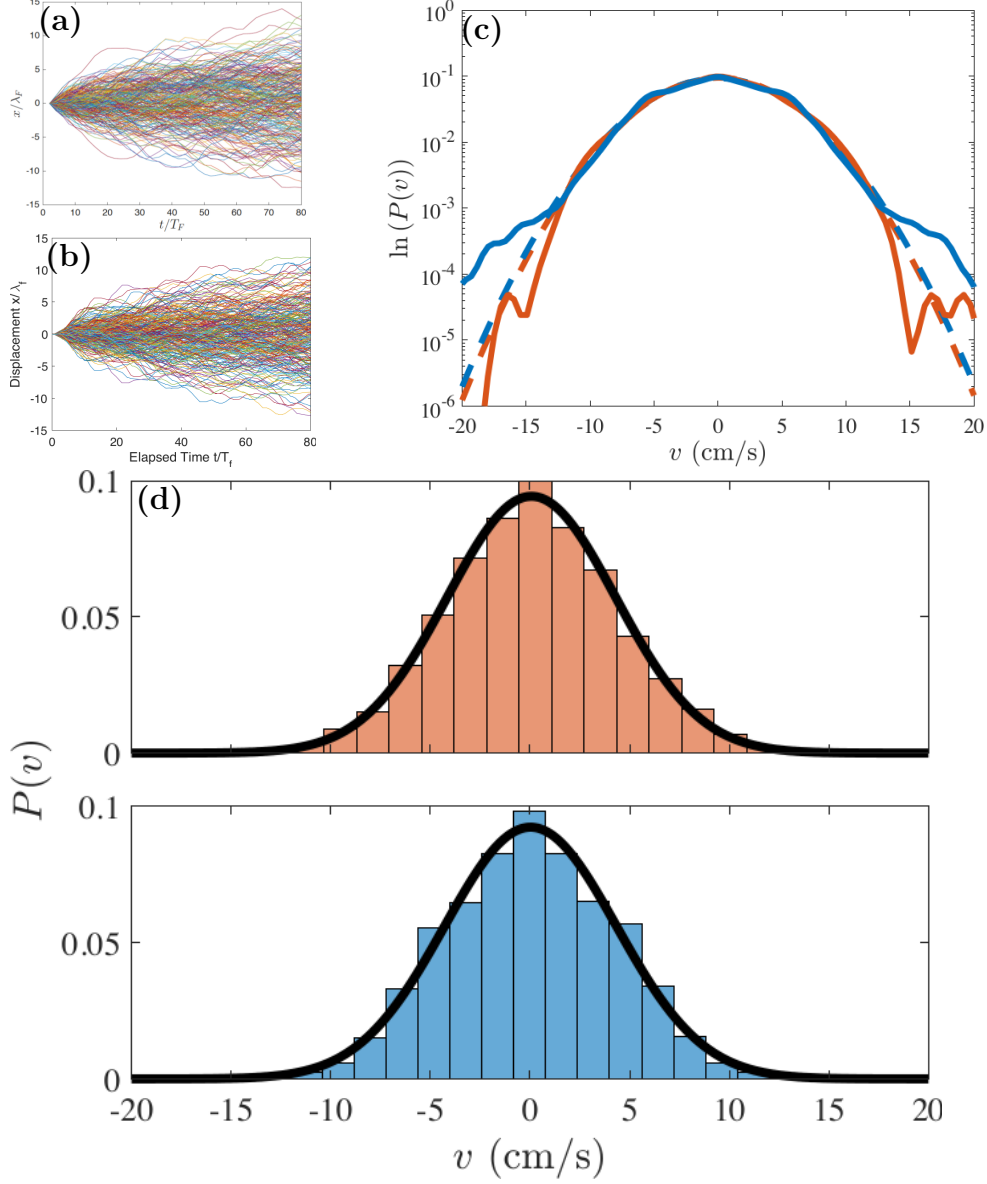 (a)
15
10
5
0
-5
-10
-15
x/λ_F
0 10 20 30 40 50 60 70 80
t/T_F
(b)
15
10
5
0
-5
-10
-15
Displacement x/λ_f
0 20 40 60 80
Elapsed Time t/T_f
(c)
10^0
10^-1
10^-2
10^-3
10^-4
10^-5
10^-6
ln (P(v))
-20 -15 -10 -5 0 5 10 15 20
v (cm/s)
(d)
0.1
0.05
0
0.1
0.05
0
P(v)
-20 -15 -10 -5 0 5 10 15 20
v (cm/s)